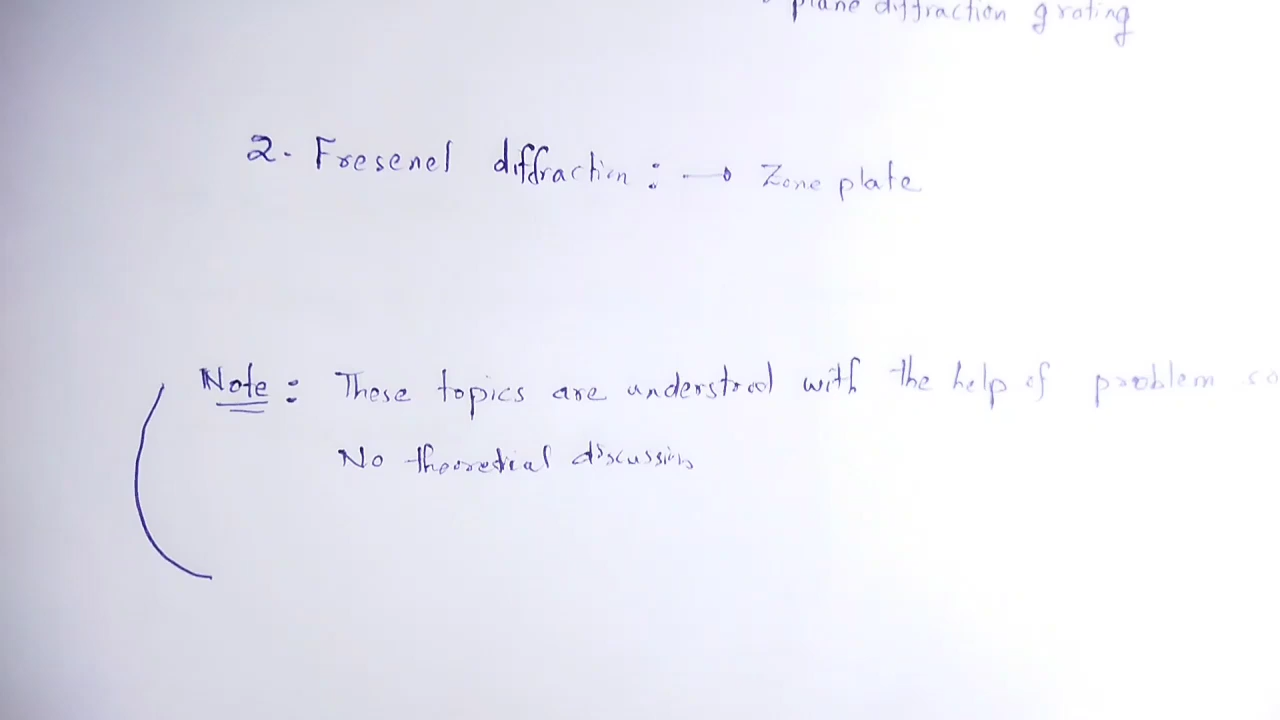 plane diffraction grating
2. Fresenel diffraction : → Zone plate
Note : These topics are understood with the help of problem so
No theoretical discussion